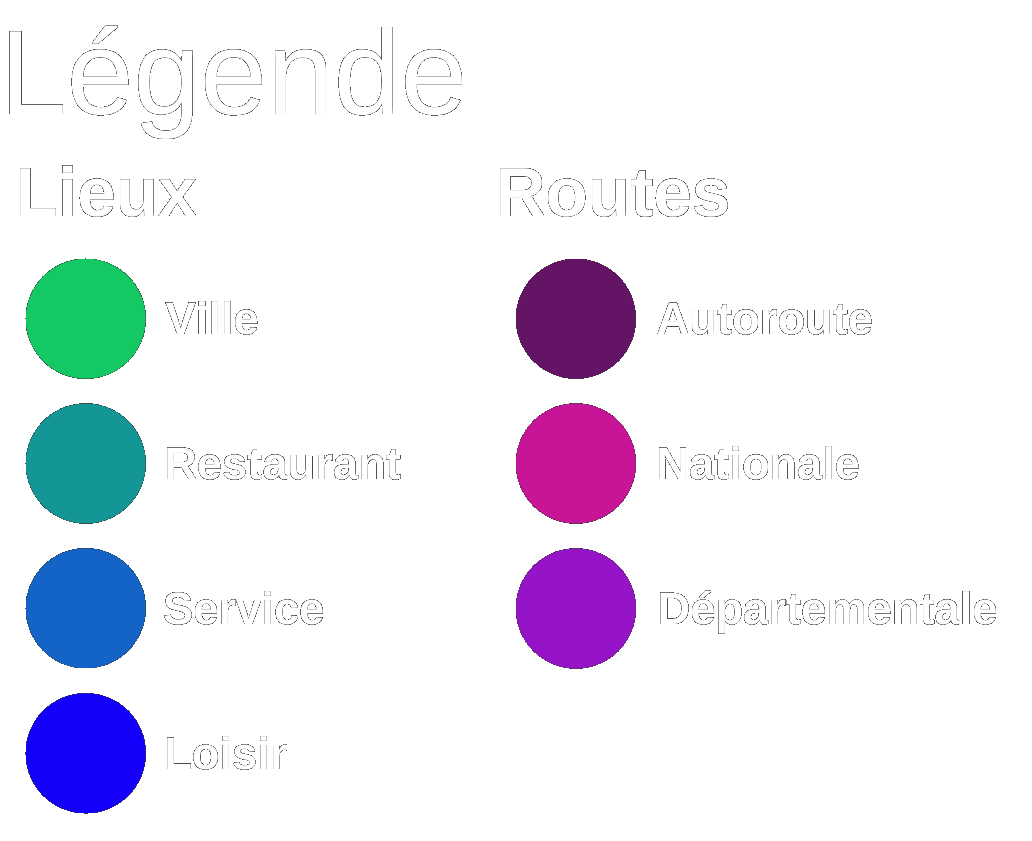 Légende
Lieux
Ville
Restaurant
Service
Loisir
Routes
Autoroute
Nationale
Départementale